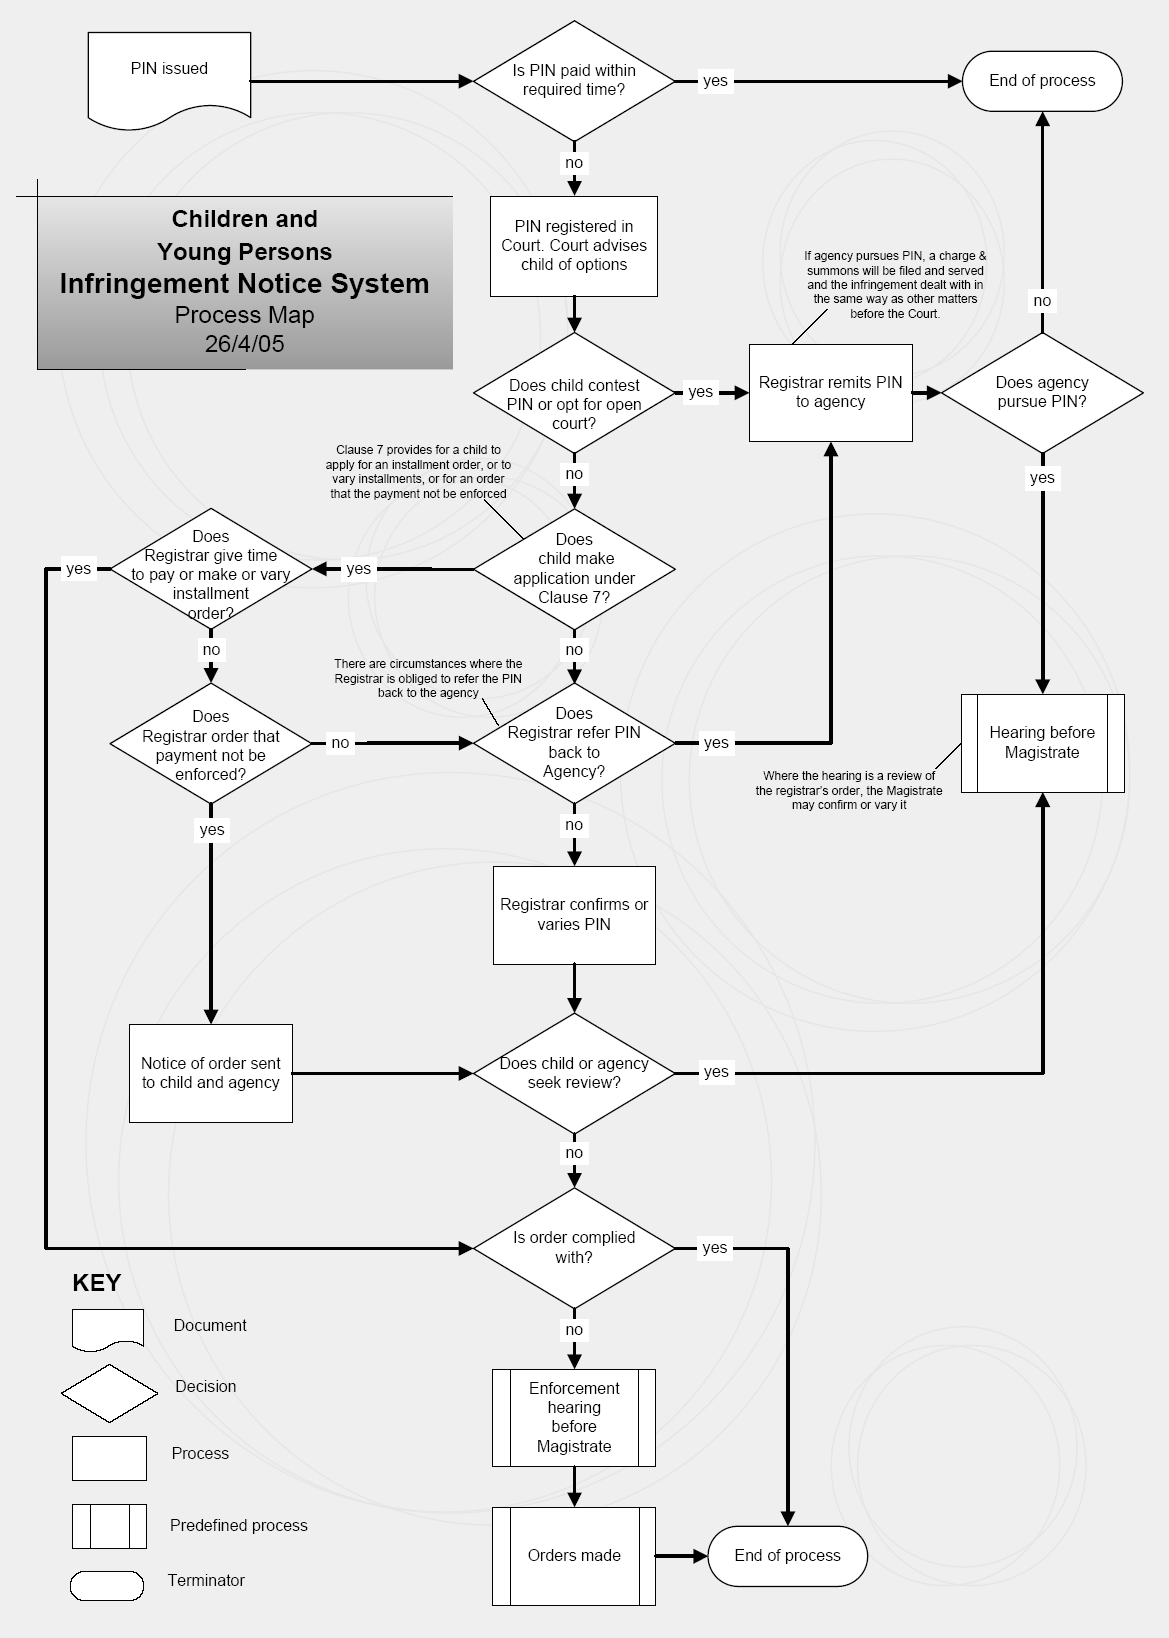 PIN issued
Is PIN paid within
required time?
yes
End of process
no
Children and
Young Persons
Infringement Notice System
Process Map
26/4/05
PIN registered in
Court. Court advises
child of options
If agency pursues PIN, a charge &
summons will be filed and served
and the infringement dealt with in
the same way as other matters
before the Court.
no
Does child contest
PIN or opt for open
court?
yes
Registrar remits PIN
to agency
Does agency
pursue PIN?
Clause 7 provides for a child to
apply for an installment order, or to
vary installments, or for an order
that the payment not be enforced
no
yes
Does
Registrar give time
to pay or make or vary
installment
order?
yes
yes
Does
child make
application under
Clause 7?
no
no
There are circumstances where the
Registrar is obliged to refer the PIN
back to the agency
Does
Registrar order that
payment not be
enforced?
no
Does
Registrar refer PIN
back to
Agency?
yes
Hearing before
Magistrate
Where the hearing is a review of
the registrar's order, the Magistrate
may confirm or vary it
yes
no
Registrar confirms or
varies PIN
Notice of order sent
to child and agency
Does child or agency
seek review?
yes
no
Is order complied
with?
yes
KEY
Document
Decision
Process
Predefined process
Terminator
no
Enforcement
hearing
before
Magistrate
Orders made
End of process